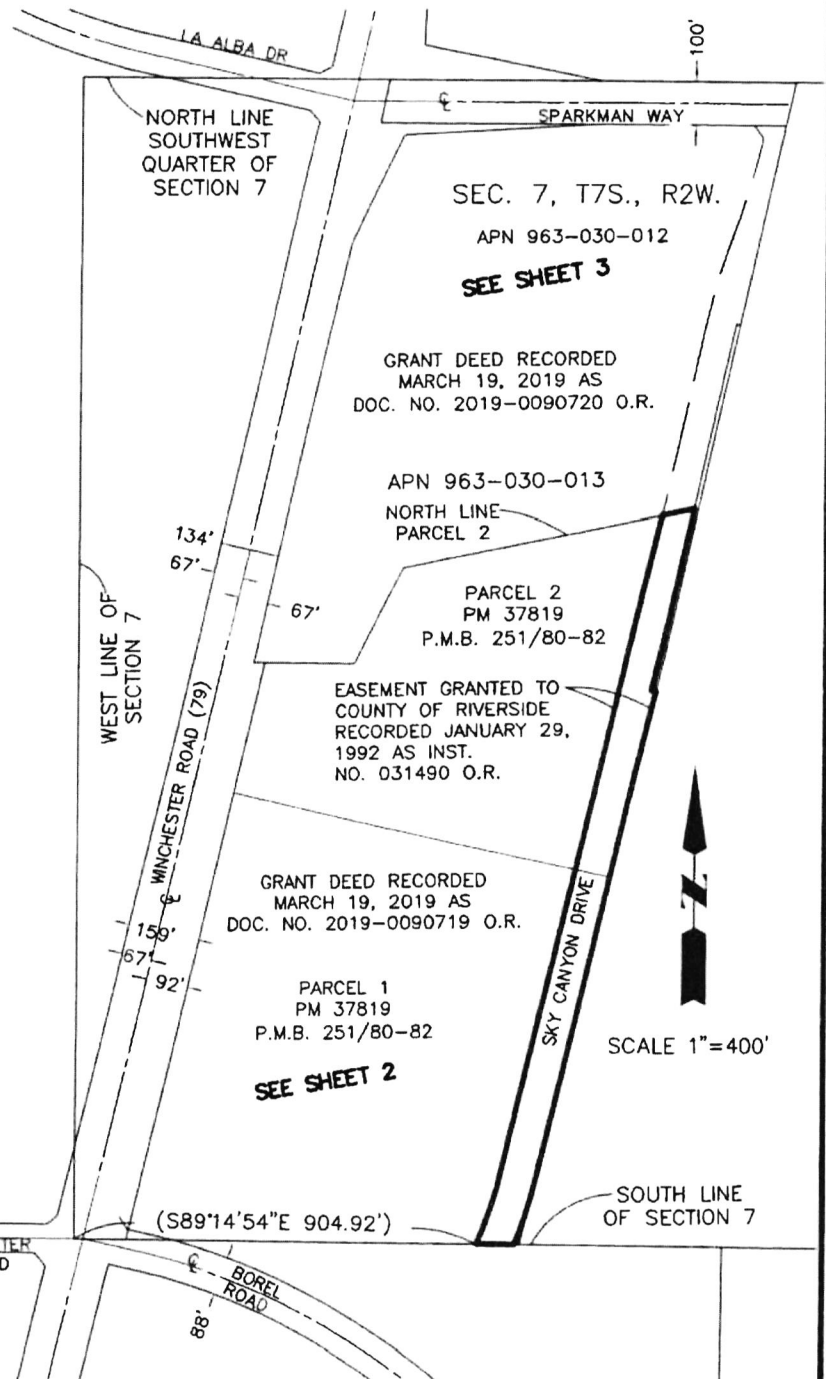 LA ALBA DR
100'
NORTH LINE
SOUTHWEST
QUARTER OF
SECTION 7
℄
SPARKMAN WAY
SEC. 7, T7S., R2W.
APN 963-030-012
SEE SHEET 3
GRANT DEED RECORDED
MARCH 19, 2019 AS
DOC. NO. 2019-0090720 O.R.
APN 963-030-013
NORTH LINE
PARCEL 2
134'
67'
67'
PARCEL 2
PM 37819
P.M.B. 251/80-82
WEST LINE OF
SECTION 7
EASEMENT GRANTED TO
COUNTY OF RIVERSIDE
RECORDED JANUARY 29,
1992 AS INST.
NO. 031490 O.R.
WINCHESTER ROAD (79)
℄
GRANT DEED RECORDED
MARCH 19, 2019 AS
DOC. NO. 2019-0090719 O.R.
159'
67'
92'
PARCEL 1
PM 37819
P.M.B. 251/80-82
SEE SHEET 2
SKY CANYON DRIVE
N
SCALE 1"=400'
(S89°14'54"E 904.92')
SOUTH LINE
OF SECTION 7
TER
D
℄
BOREL
ROAD
88'